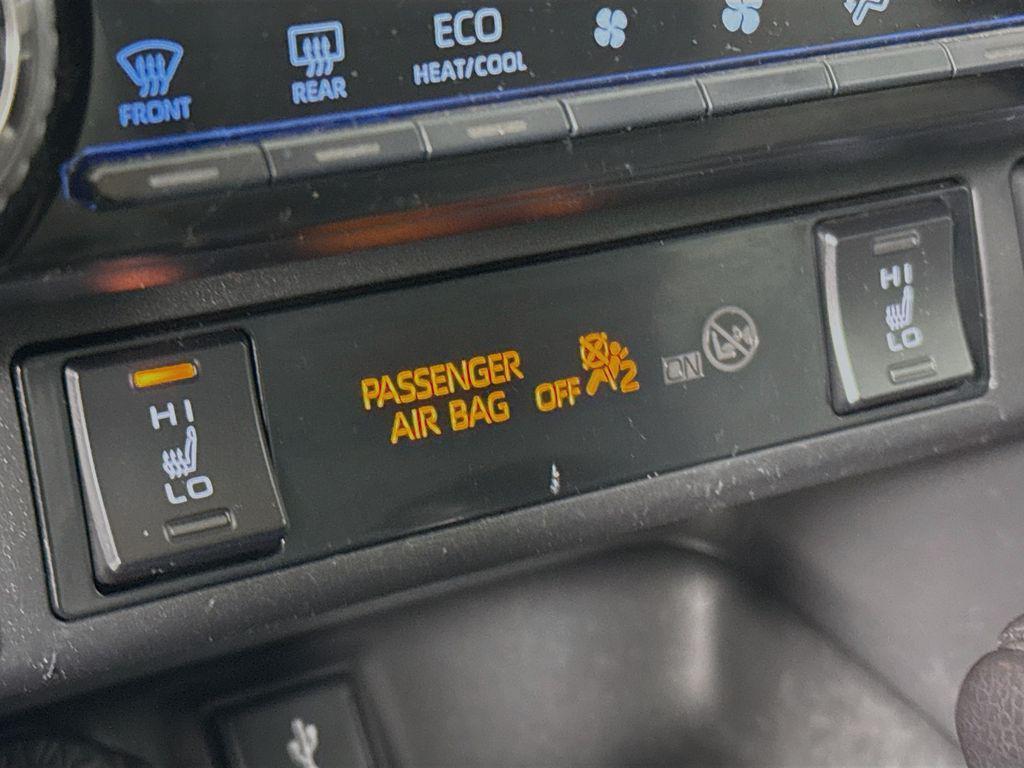 FRONT
REAR
ECO
HEAT/COOL
HI
LO
PASSENGER
AIR BAG
OFF
2
ON
HI
LO